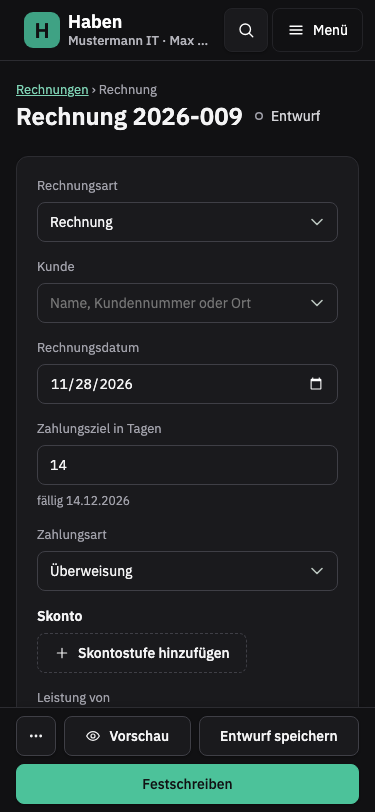 H
Haben
Mustermann IT · Max ...
Menü
Rechnungen › Rechnung
Rechnung 2026-009
Entwurf
Rechnungsart
Rechnung
Kunde
Name, Kundennummer oder Ort
Rechnungsdatum
11/28/2026
Zahlungsziel in Tagen
14
fällig 14.12.2026
Zahlungsart
Überweisung
Skonto
Skontostufe hinzufügen
Leistung von
Vorschau
Entwurf speichern
Festschreiben